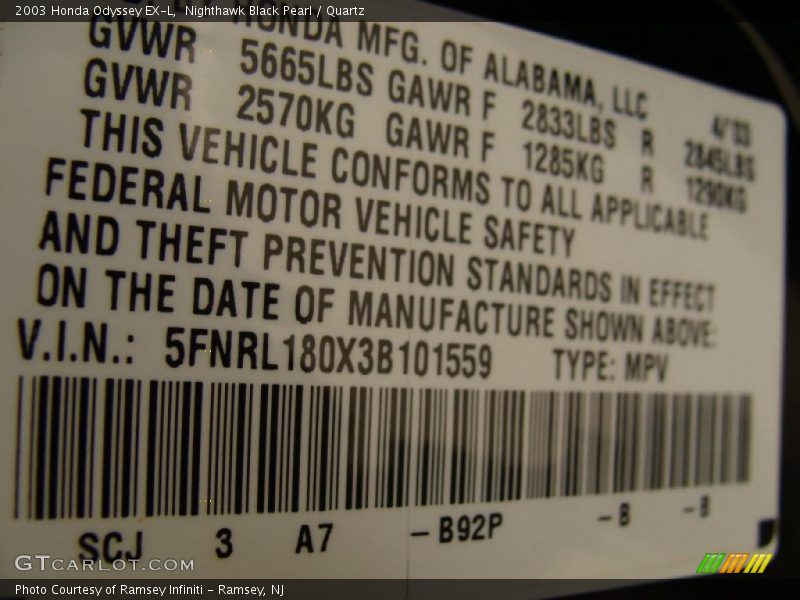 2003 Honda Odyssey EX-L, Nighthawk Black Pearl / Quartz
HONDA MFG. OF ALABAMA, LLC 4/'03
GVWR 5665LBS GAWR F 2833LBS R 2845LBS
GVWR 2570KG GAWR F 1285KG R 1290KG
THIS VEHICLE CONFORMS TO ALL APPLICABLE
FEDERAL MOTOR VEHICLE SAFETY
AND THEFT PREVENTION STANDARDS IN EFFECT
ON THE DATE OF MANUFACTURE SHOWN ABOVE:
V.I.N.: 5FNRL180X3B101559 TYPE: MPV
SCJ 3 A7 -B92P -B -B
GTCARLOT.COM
Photo Courtesy of Ramsey Infiniti - Ramsey, NJ